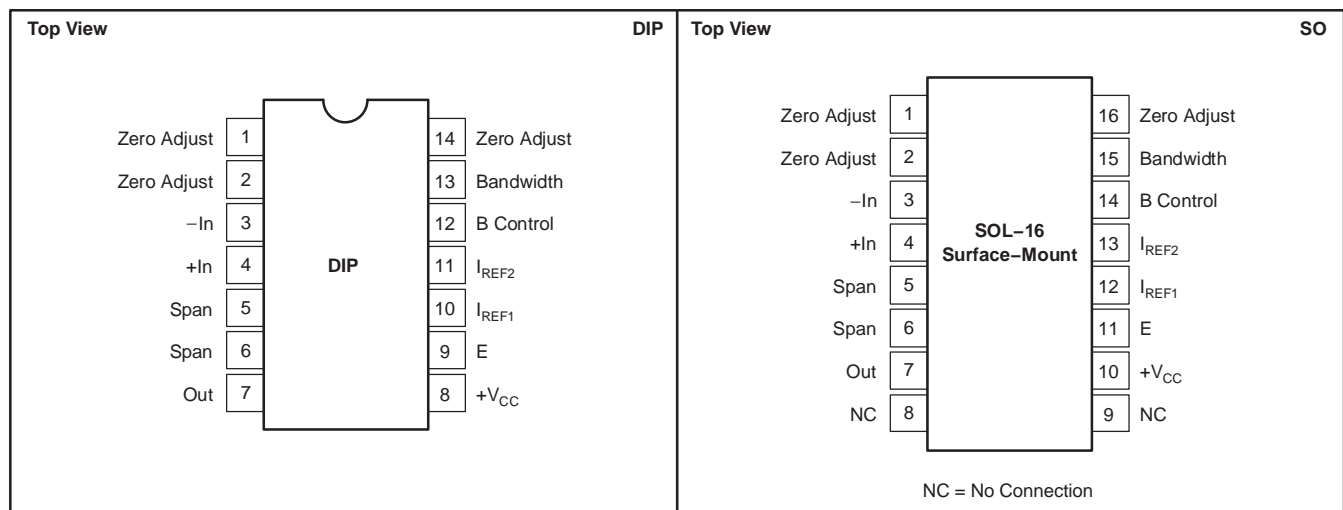 Top View DIP
Zero Adjust 1 14 Zero Adjust
Zero Adjust 2 13 Bandwidth
−In 3 12 B Control
+In 4 DIP 11 IREF2
Span 5 10 IREF1
Span 6 9 E
Out 7 8 +VCC
Top View SO
Zero Adjust 1 16 Zero Adjust
Zero Adjust 2 15 Bandwidth
−In 3 14 B Control
SOL−16
Surface−Mount
+In 4 13 IREF2
Span 5 12 IREF1
Span 6 11 E
Out 7 10 +VCC
NC 8 9 NC
NC = No Connection